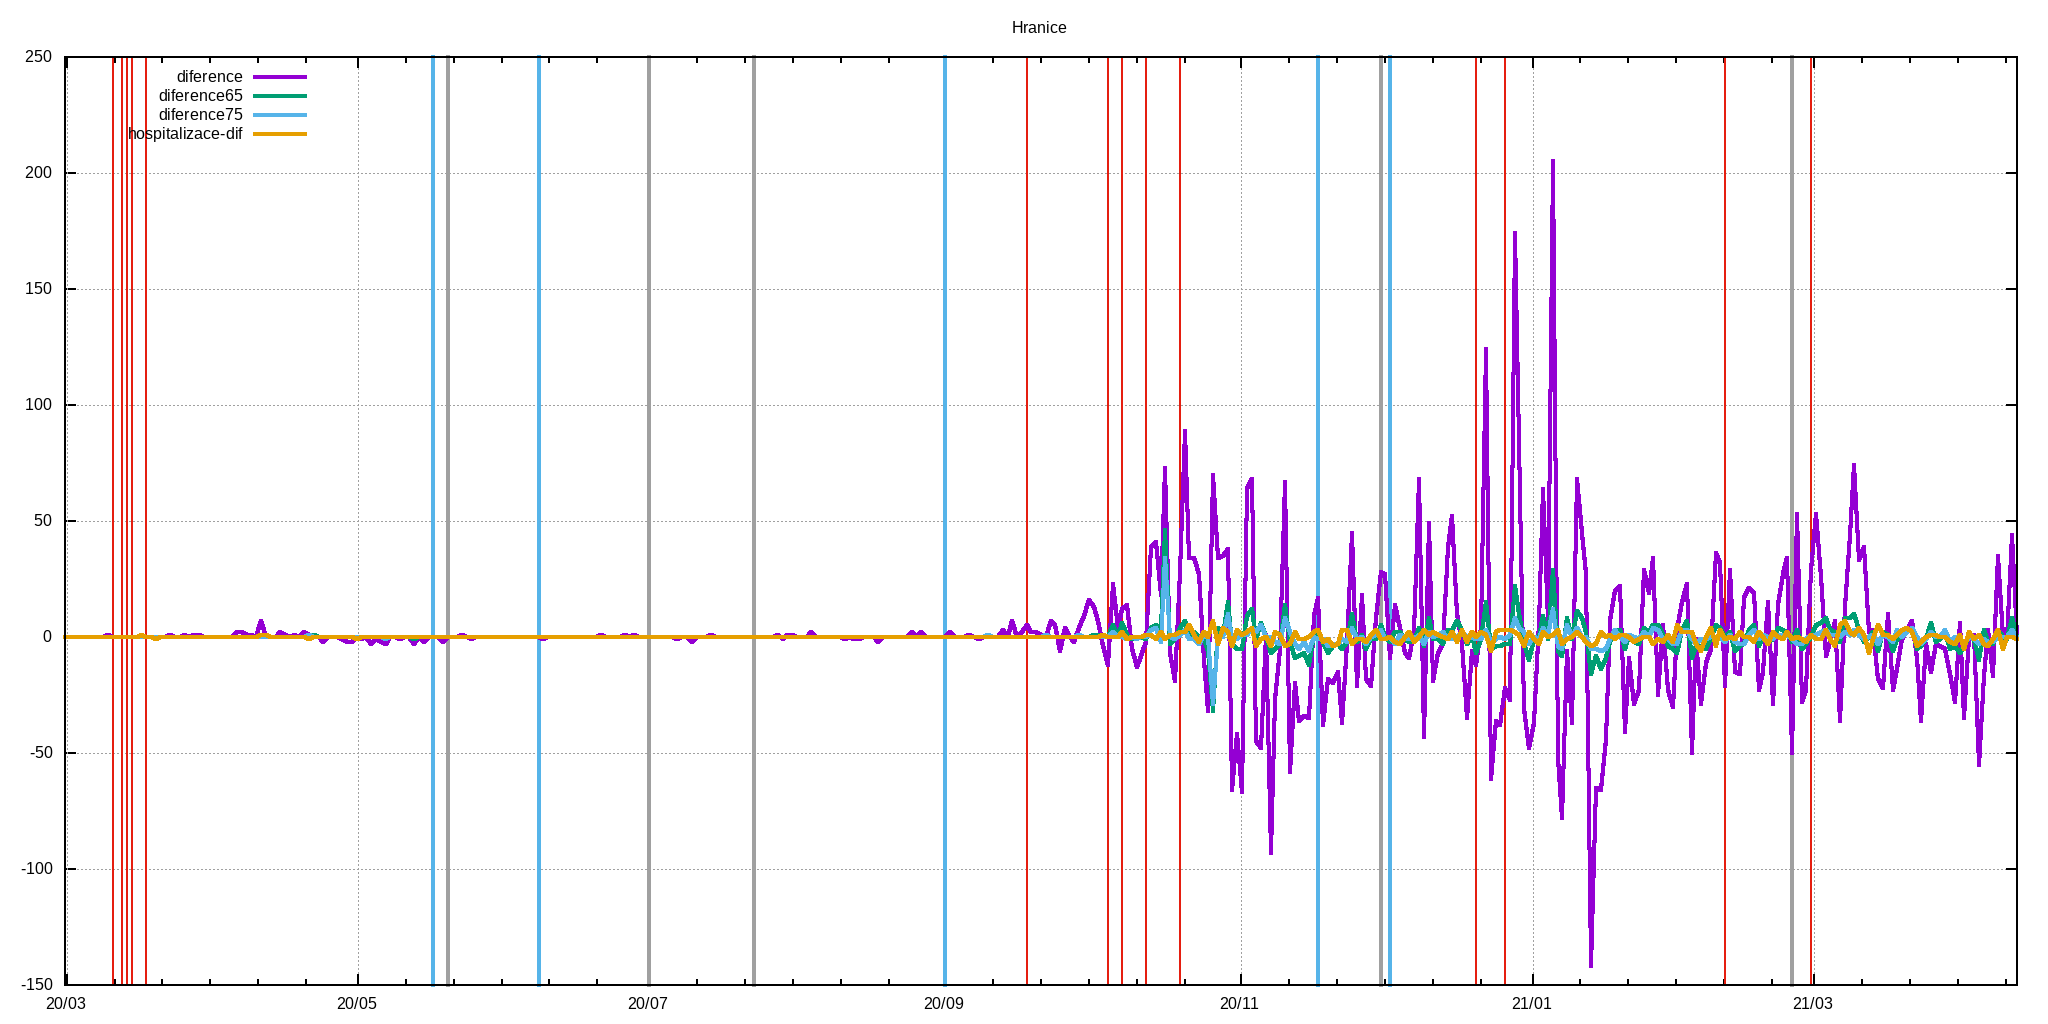 Hranice
250
diference
diference65
diference75
hospitalizace-dif
200
150
100
50
0
-50
-100
-150
20/03 20/05 20/07 20/09 20/11 21/01 21/03